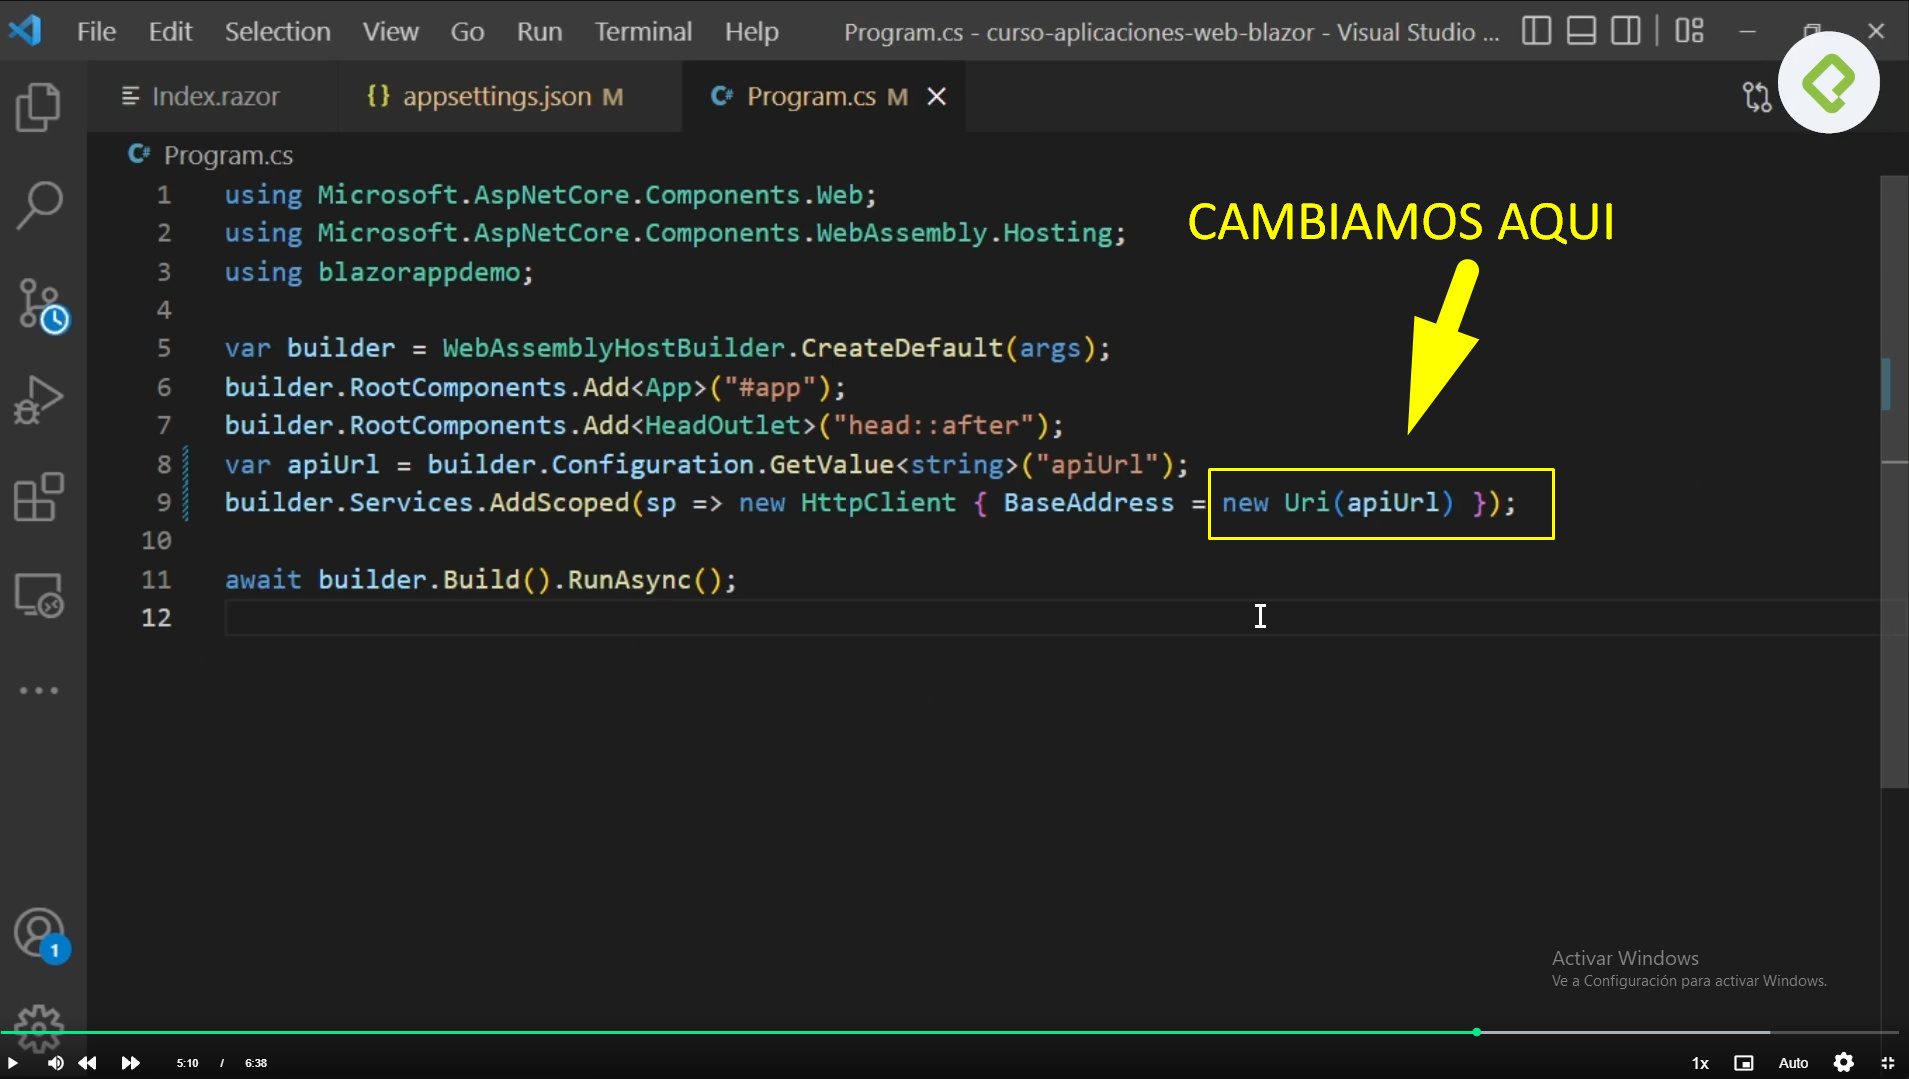 File Edit Selection View Go Run Terminal Help Program.cs - curso-aplicaciones-web-blazor - Visual Studio ...
Index.razor {} appsettings.json M C# Program.cs M
C# Program.cs
1 using Microsoft.AspNetCore.Components.Web;
CAMBIAMOS AQUI
2 using Microsoft.AspNetCore.Components.WebAssembly.Hosting;
3 using blazorappdemo;
4
5 var builder = WebAssemblyHostBuilder.CreateDefault(args);
6 builder.RootComponents.Add<App>("#app");
7 builder.RootComponents.Add<HeadOutlet>("head::after");
8 var apiUrl = builder.Configuration.GetValue<string>("apiUrl");
9 builder.Services.AddScoped(sp => new HttpClient { BaseAddress = new Uri(apiUrl) });
10
11 await builder.Build().RunAsync();
12
1
Activar Windows
Ve a Configuración para activar Windows.
5:10 / 6:38 1x Auto